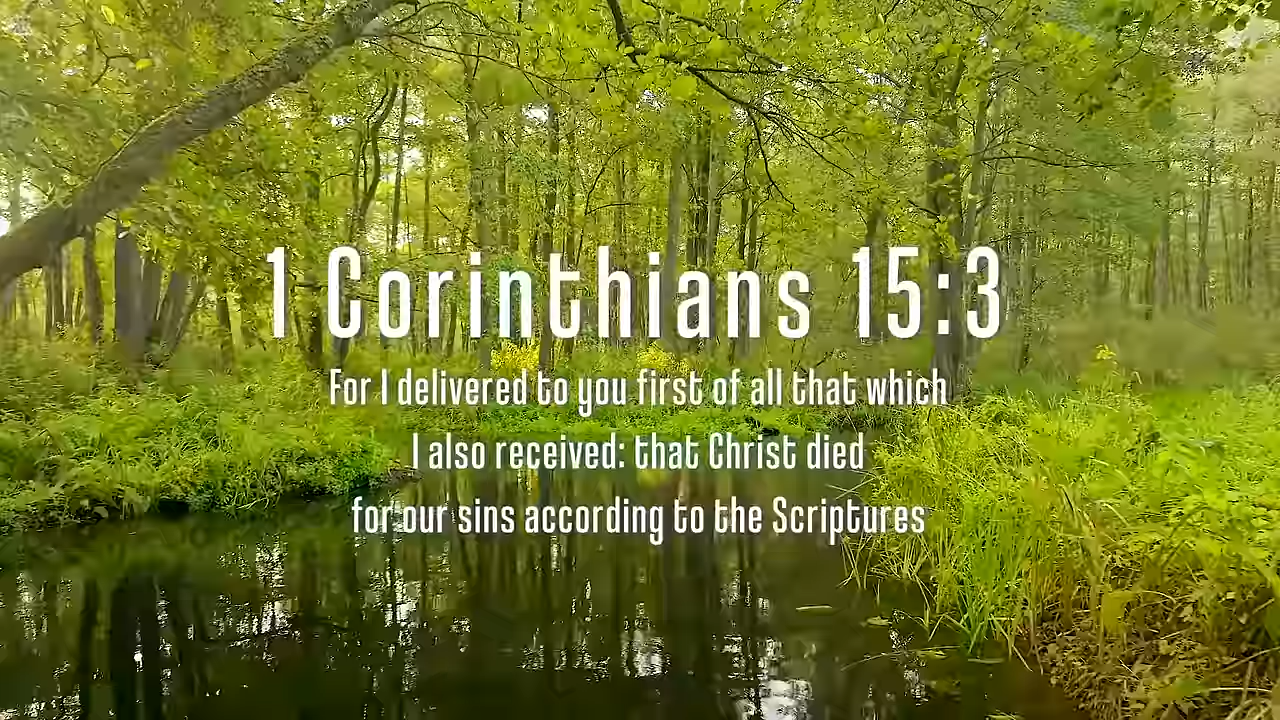 1 Corinthians 15:3
For I delivered to you first of all that which
I also received: that Christ died
for our sins according to the Scriptures